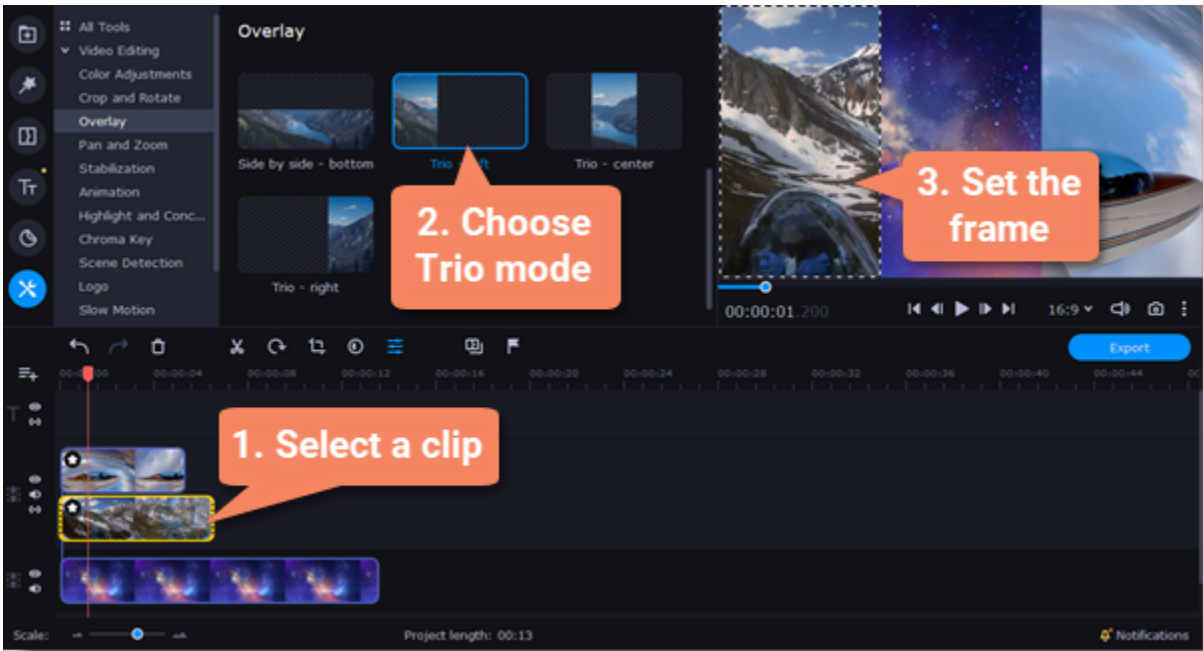 All Tools
Video Editing
Color Adjustments
Crop and Rotate
Overlay
Pan and Zoom
Stabilization
Animation
Highlight and Conc...
Chroma Key
Scene Detection
Logo
Slow Motion
Overlay
Side by side - bottom
Trio - center
Trio - right
2. Choose
Trio mode
3. Set the
frame
00:00:01.200
16:9
Export
00:00:04
00:00:08
00:00:12
00:00:16
00:00:20
00:00:24
00:00:28
00:00:32
00:00:36
00:00:40
00:00:44
1. Select a clip
Scale:
Project length: 00:13
Notifications